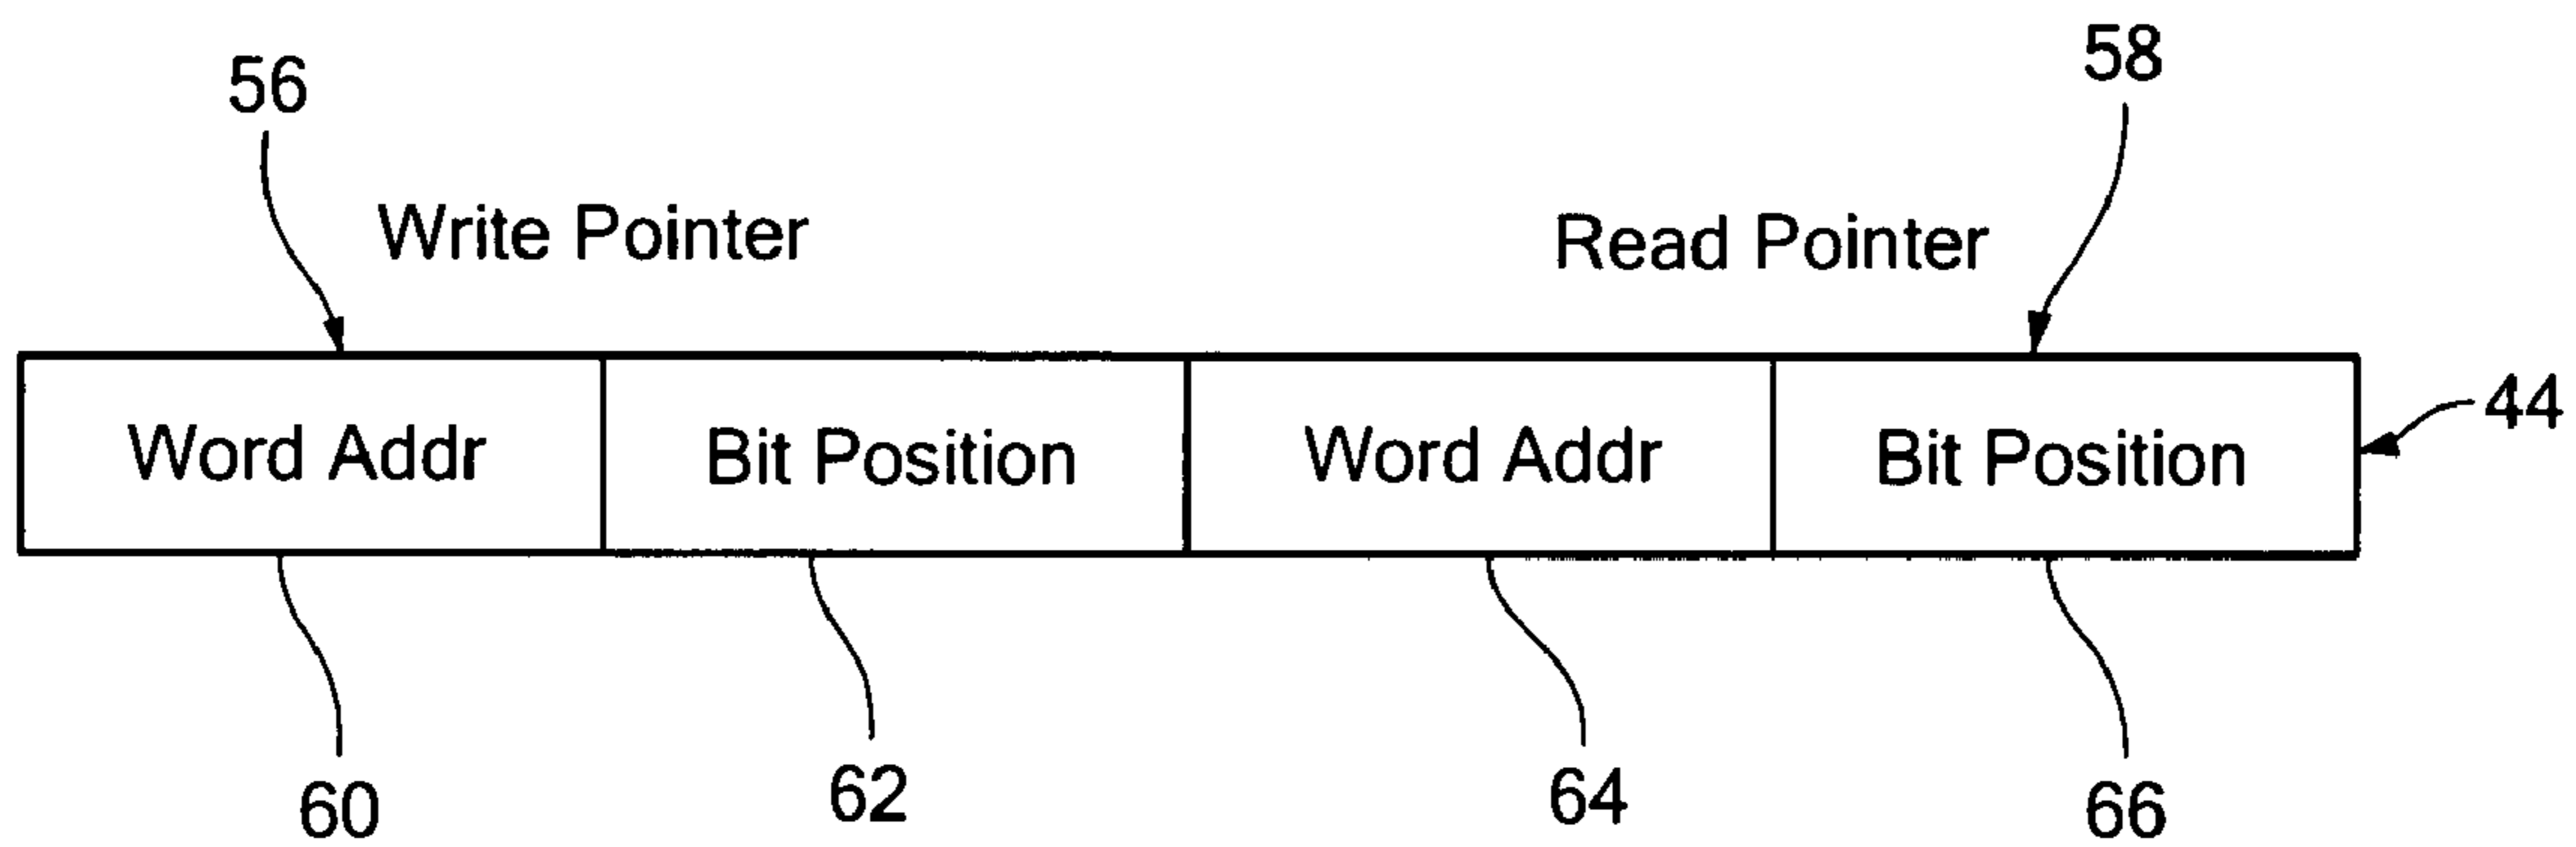 56
58
Write Pointer
Read Pointer
Word Addr
Bit Position
Word Addr
Bit Position
44
60
62
64
66